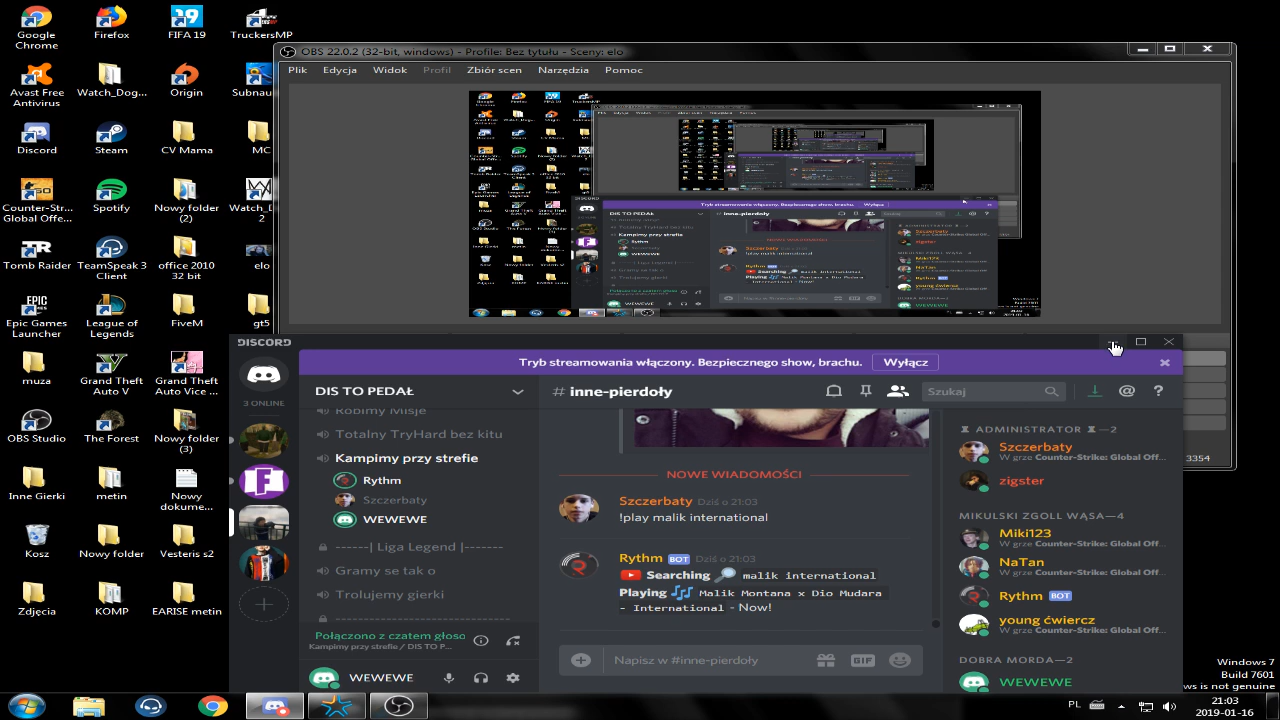 Google Chrome
Firefox
FIFA 19
TruckersMP
Avast Free Antivirus
Watch_Dog...
Origin
Subnau
Discord
Steam
CV Mama
MC
Counter-Str... Global Offe...
Spotify
Nowy folder (2)
Watch_D 2
Tomb Raider
TeamSpeak 3 Client
office 2010 32 bit
elo
Epic Games Launcher
League of Legends
FiveM
gt5
muza
Grand Theft Auto V
Grand Theft Auto Vice ...
OBS Studio
The Forest
Nowy folder (3)
Inne Gierki
metin
Nowy dokume...
Kosz
Nowy folder
Vesteris s2
Zdjęcia
KOMP
EARISE metin
OBS 22.0.2 (32-bit, windows) - Profile: Bez tytułu - Sceny: elo
Plik Edycja Widok Profil Zbiór scen Narzędzia Pomoc
3354
DISCORD
Tryb streamowania włączony. Bezpiecznego show, brachu. Wyłącz
3 ONLINE
DIS TO PEDAŁ
Robimy Misje
Totalny TryHard bez kitu
Kampimy przy strefie
Rythm
Szczerbaty
WEWEWE
------| Liga Legend |-------
Gramy se tak o
Trolujemy gierki
Połączono z czatem głoso
Kampimy przy strefie / DIS TO P...
WEWEWE
# inne-pierdoły
Szukaj
NOWE WIADOMOŚCI
Szczerbaty Dziś o 21:03
!play malik international
Rythm BOT Dziś o 21:03
Searching malik international
Playing Malik Montana x Dio Mudara
- International - Now!
Napisz w #inne-pierdoły
GIF
ADMINISTRATOR —2
Szczerbaty
W grze Counter-Strike: Global Off...
zigster
MIKULSKI ZGOLL WĄSA—4
Miki123
W grze Counter-Strike: Global Off...
NaTan
W grze Counter-Strike: Global Off...
Rythm BOT
young ćwiercz
W grze Counter-Strike: Global Off...
DOBRA MORDA—2
WEWEWE
Windows 7
Build 7601
ws is not genuine
PL
21:03
2019-01-16